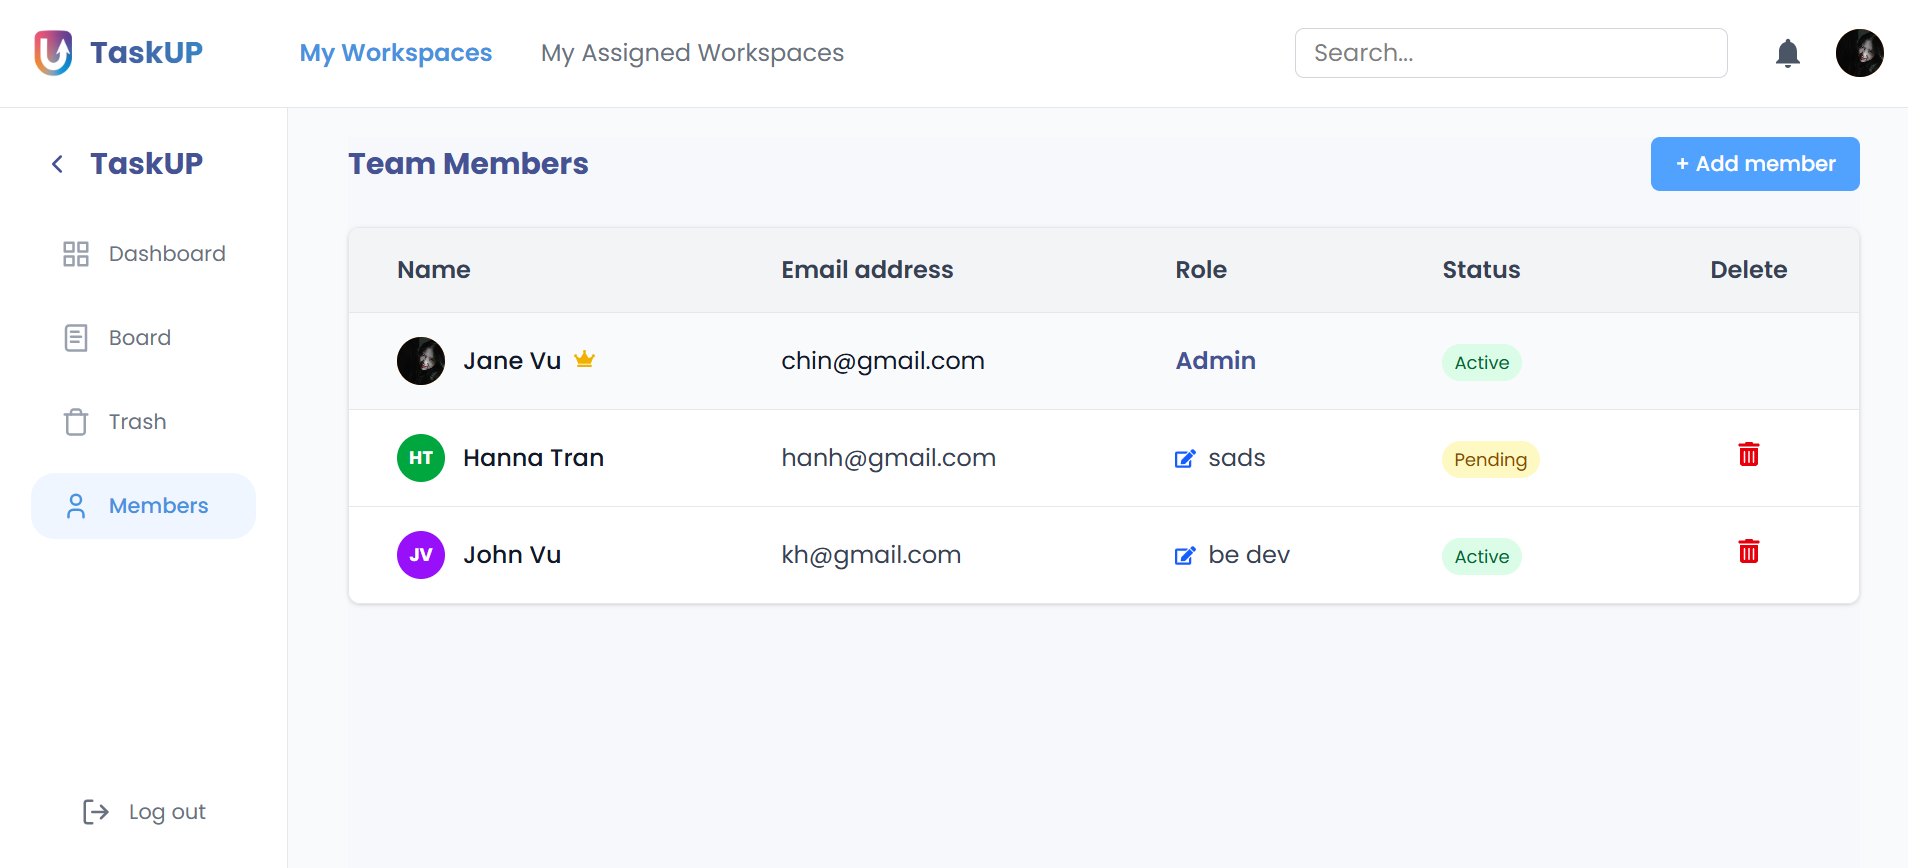 TaskUP
My Workspaces
My Assigned Workspaces
Search...
TaskUP
Dashboard
Board
Trash
Members
Log out
Team Members
+ Add member
Name Email address Role Status Delete
Jane Vu chin@gmail.com Admin Active
HT Hanna Tran hanh@gmail.com sads Pending
JV John Vu kh@gmail.com be dev Active